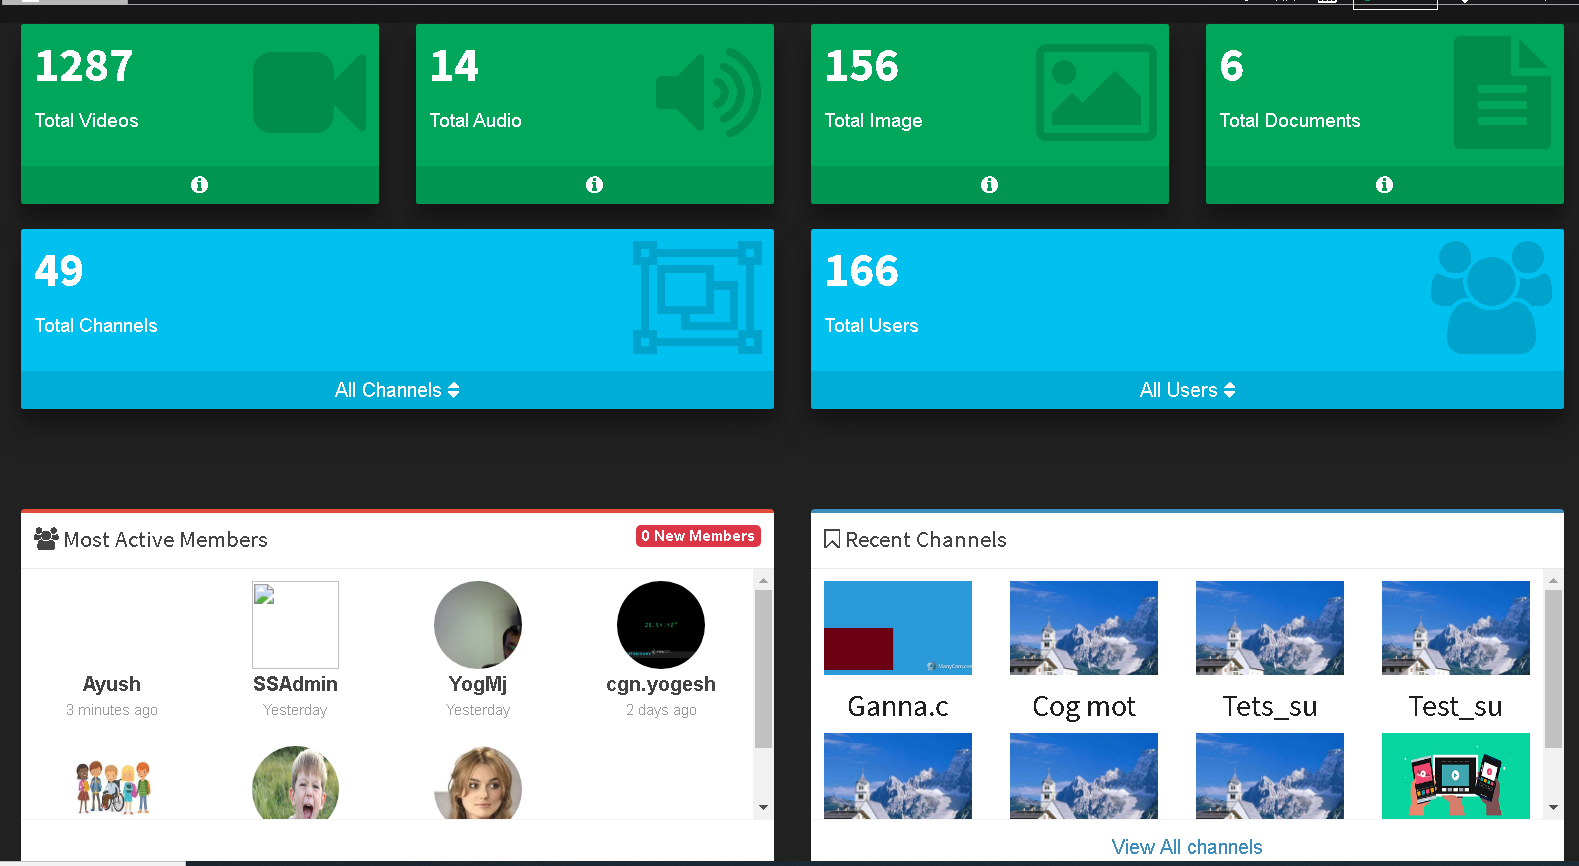 1287
Total Videos
14
Total Audio
156
Total Image
6
Total Documents
49
Total Channels
All Channels
166
Total Users
All Users
Most Active Members
0 New Members
Ayush
3 minutes ago
SSAdmin
Yesterday
YogMj
Yesterday
cgn.yogesh
2 days ago
Recent Channels
ManyCam.com
Ganna.c
Cog mot
Tets_su
Test_su
View All channels